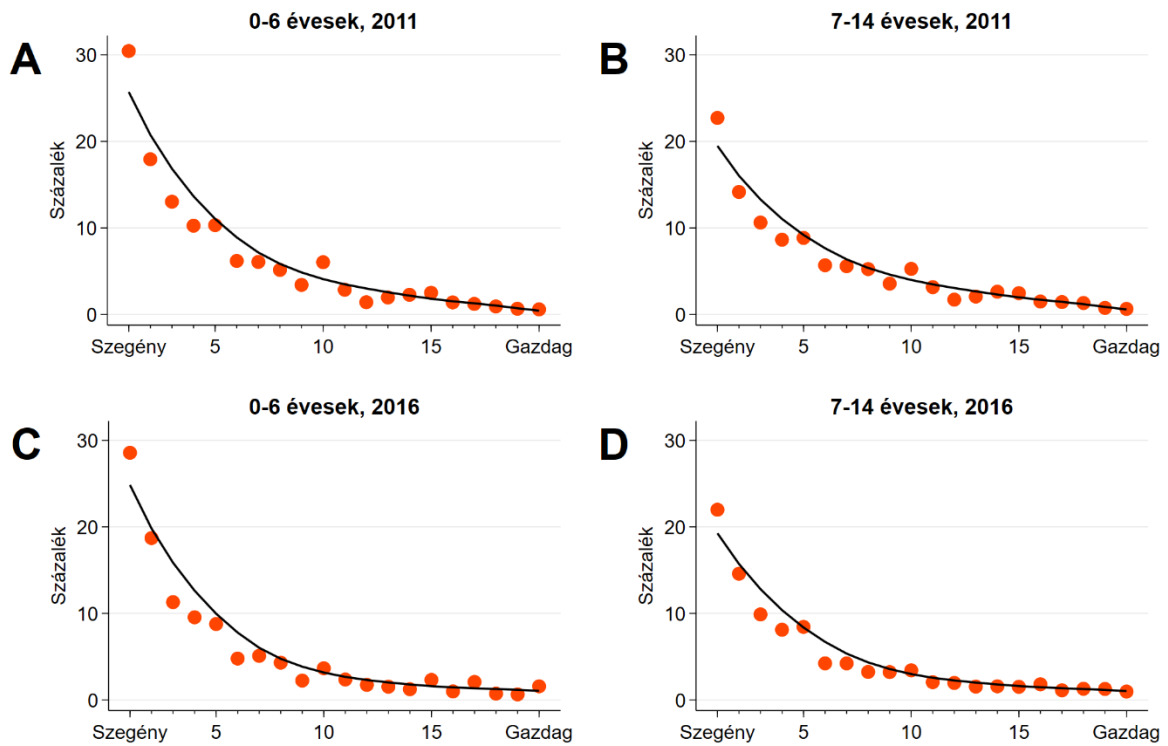 A
0-6 évesek, 2011
Százalék
30
20
10
0
Szegény 5 10 15 Gazdag
B
7-14 évesek, 2011
Százalék
30
20
10
0
Szegény 5 10 15 Gazdag
C
0-6 évesek, 2016
Százalék
30
20
10
0
Szegény 5 10 15 Gazdag
D
7-14 évesek, 2016
Százalék
30
20
10
0
Szegény 5 10 15 Gazdag